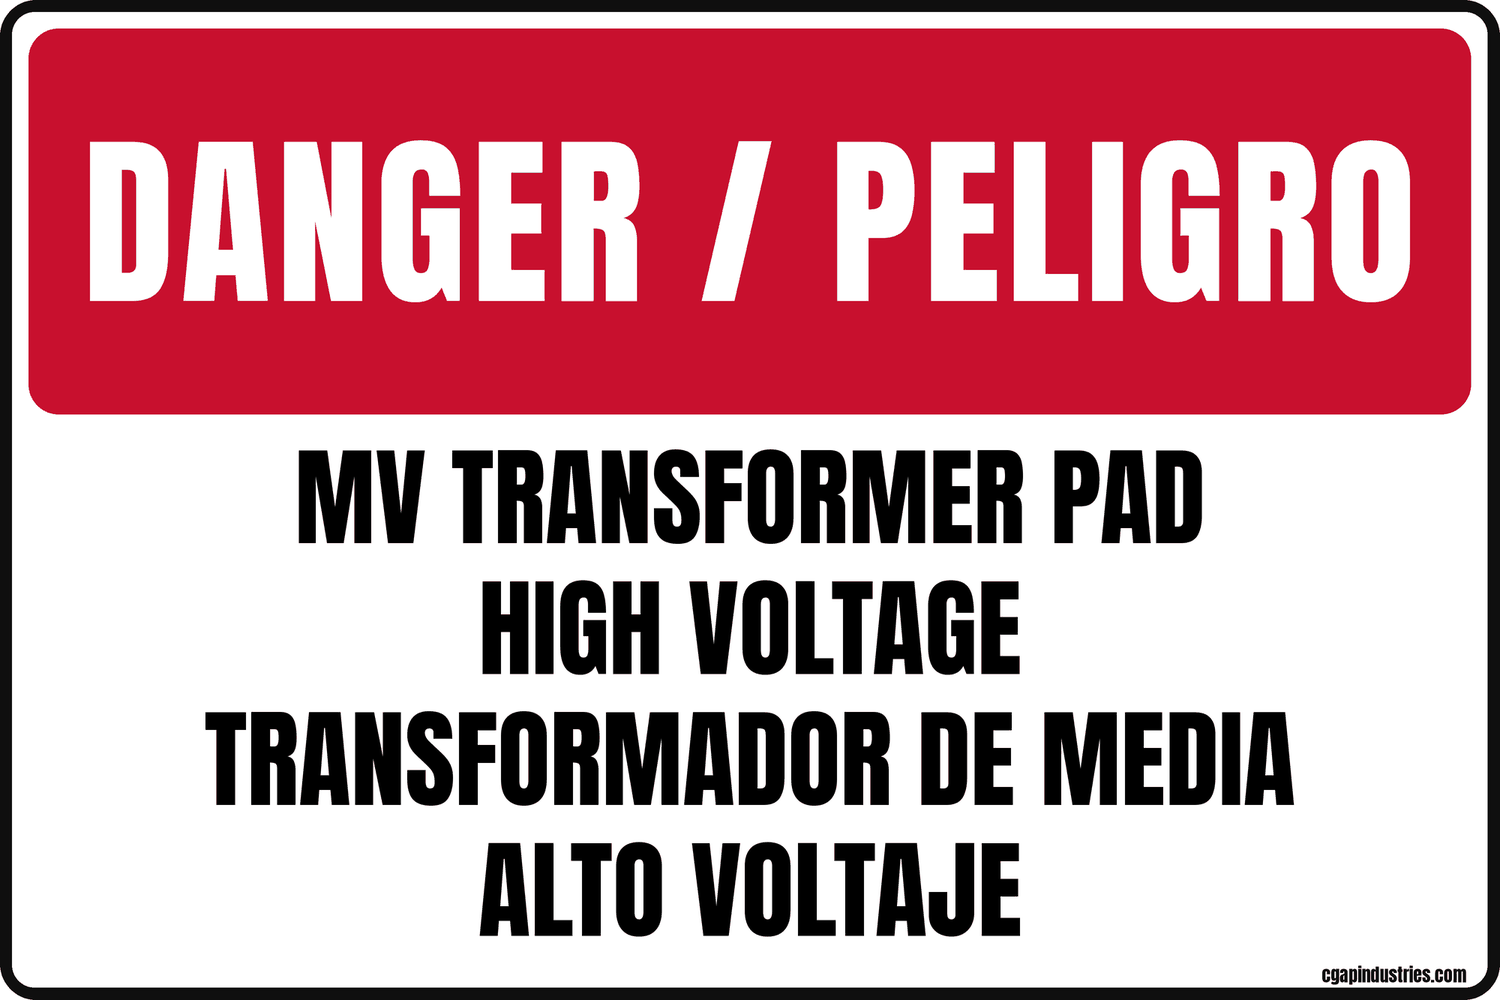 DANGER / PELIGRO
MV TRANSFORMER PAD
HIGH VOLTAGE
TRANSFORMADOR DE MEDIA
ALTO VOLTAJE
cgapindustries.com